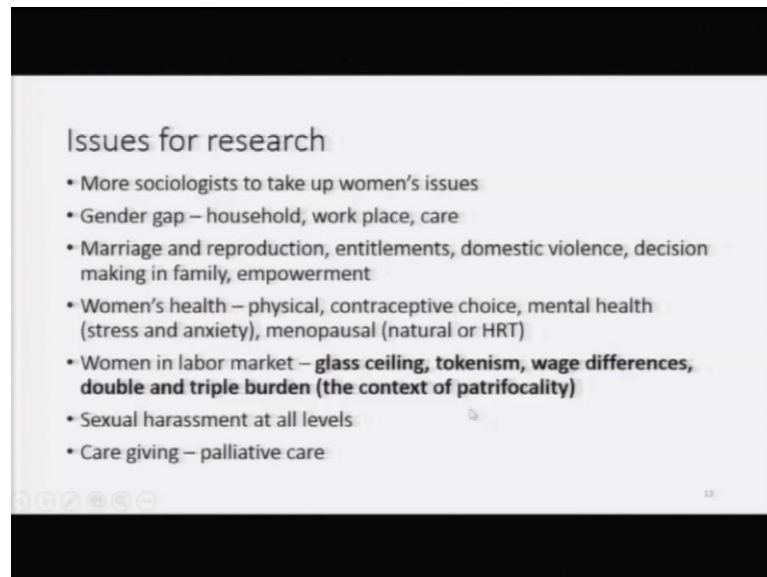 Issues for research
• More sociologists to take up women's issues
• Gender gap – household, work place, care
• Marriage and reproduction, entitlements, domestic violence, decision
making in family, empowerment
• Women's health – physical, contraceptive choice, mental health
(stress and anxiety), menopausal (natural or HRT)
• Women in labor market – glass ceiling, tokenism, wage differences,
double and triple burden (the context of patrifocality)
• Sexual harassment at all levels
• Care giving – palliative care